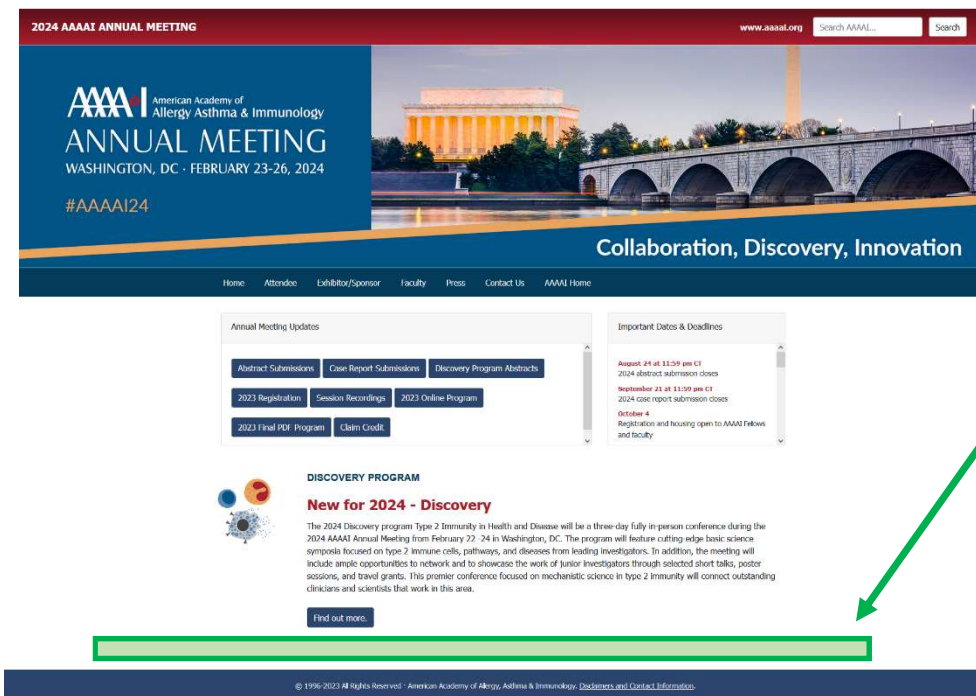 2024 AAAAI ANNUAL MEETING
www.aaaai.org
Search AAAAI...
Search
AAAAI
American Academy of
Allergy Asthma & Immunology
ANNUAL MEETING
WASHINGTON, DC · FEBRUARY 23-26, 2024
#AAAAI24
Collaboration, Discovery, Innovation
Home Attendee Exhibitor/Sponsor Faculty Press Contact Us AAAAI Home
Annual Meeting Updates
Abstract Submissions Case Report Submissions Discovery Program Abstracts
2023 Registration Session Recordings 2023 Online Program
2023 Final PDF Program Claim Credit
Important Dates & Deadlines
August 24 at 11:59 pm CT
2024 abstract submission closes
September 21 at 11:59 pm CT
2024 case report submission closes
October 4
Registration and housing open to AAAAI Fellows
and faculty
DISCOVERY PROGRAM
New for 2024 - Discovery
The 2024 Discovery program Type 2 Immunity in Health and Disease will be a three-day fully in-person conference during the
2024 AAAAI Annual Meeting from February 22 -24 in Washington, DC. The program will feature cutting-edge basic science
symposia focused on type 2 immune cells, pathways, and diseases from leading investigators. In addition, the meeting will
include ample opportunities to network and to showcase the work of junior investigators through selected short talks, poster
sessions, and travel grants. This premier conference focused on mechanistic science in type 2 immunity will connect outstanding
clinicians and scientists that work in this area.
Find out more.
© 1996-2023 All Rights Reserved · American Academy of Allergy, Asthma & Immunology. Disclaimers and Contact Information.